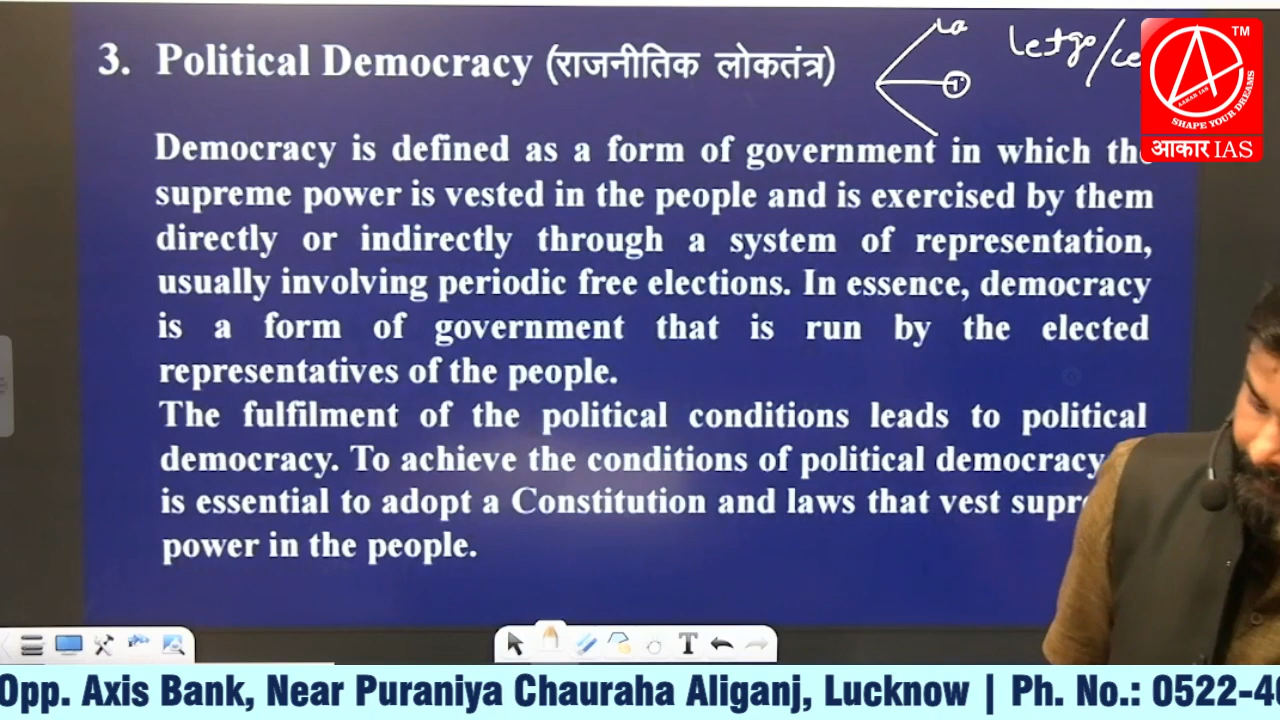 3. Political Democracy (राजनीतिक लोकतंत्र)
Letgo/
TM
AAKAR IAS
SHAPE YOUR DREAMS
आकार IAS
Democracy is defined as a form of government in which the
supreme power is vested in the people and is exercised by them
directly or indirectly through a system of representation,
usually involving periodic free elections. In essence, democracy
is a form of government that is run by the elected
representatives of the people.
The fulfilment of the political conditions leads to political
democracy. To achieve the conditions of political democracy
is essential to adopt a Constitution and laws that vest
power in the people.
T
Opp. Axis Bank, Near Puraniya Chauraha Aliganj, Lucknow | Ph. No.: 0522-4